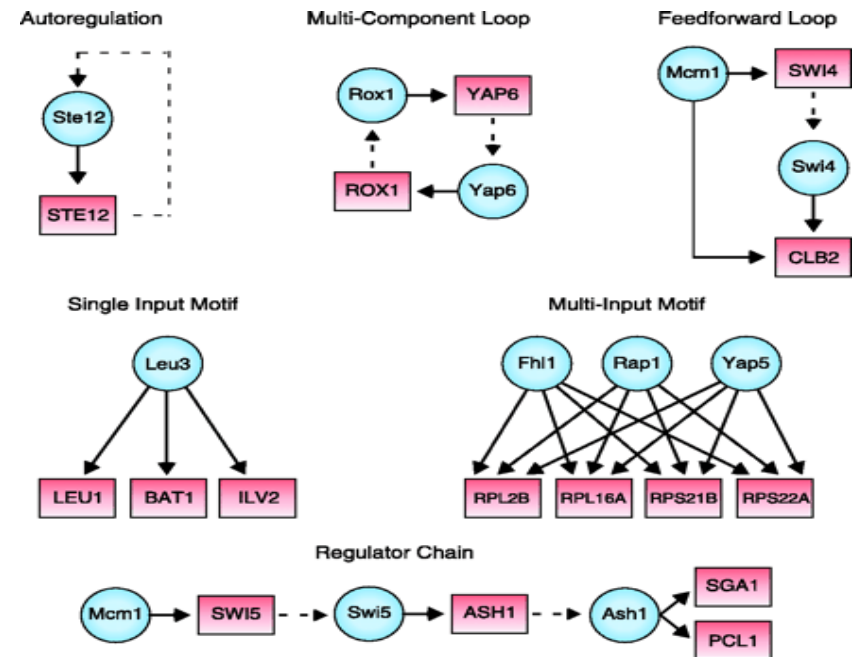 Autoregulation
Multi-Component Loop
Feedforward Loop
Ste12
STE12
Rox1
YAP6
ROX1
Yap6
Mcm1
SWI4
Swi4
CLB2
Single Input Motif
Multi-Input Motif
Leu3
LEU1
BAT1
ILV2
Fhl1
Rap1
Yap5
RPL2B
RPL16A
RPS21B
RPS22A
Regulator Chain
Mcm1
SWI5
Swi5
ASH1
Ash1
SGA1
PCL1